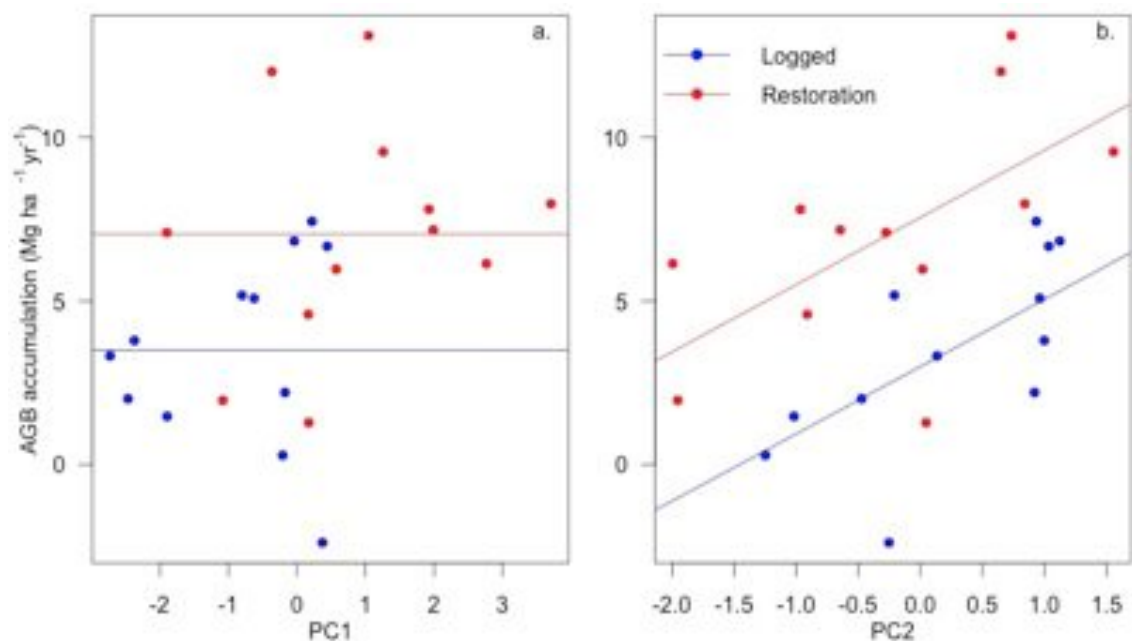 a.
b.
Logged
Restoration
AGB accumulation (Mg ha⁻¹ yr⁻¹)
10
5
0
10
5
0
-2 -1 0 1 2 3
PC1
-2.0 -1.5 -1.0 -0.5 0.0 0.5 1.0 1.5
PC2